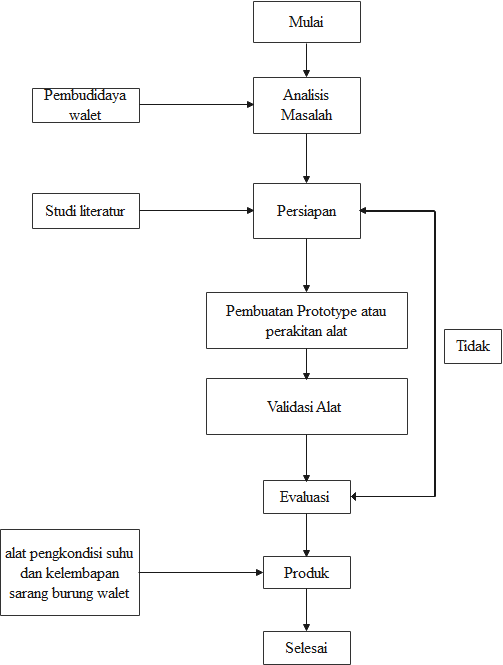 Mulai
Pembudidaya
walet
Analisis
Masalah
Studi literatur
Persiapan
Pembuatan Prototype atau
perakitan alat
Tidak
Validasi Alat
Evaluasi
alat pengkondisi suhu
dan kelembapan
sarang burung walet
Produk
Selesai